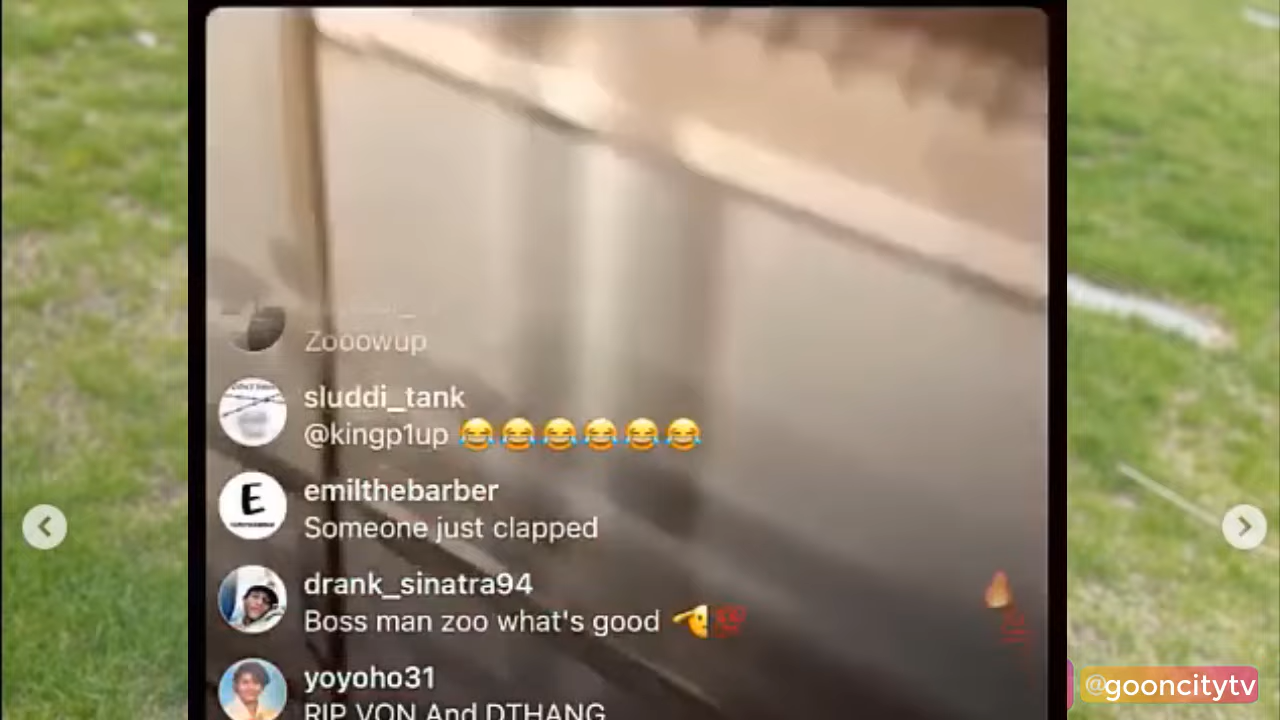 Zooowup
sluddi_tank
@kingp1up 😂😂😂😂😂😂
emilthebarber
Someone just clapped
E
drank_sinatra94
Boss man zoo what's good 🫡💯
yoyoho31
RIP VON And DTHANG
@gooncitytv